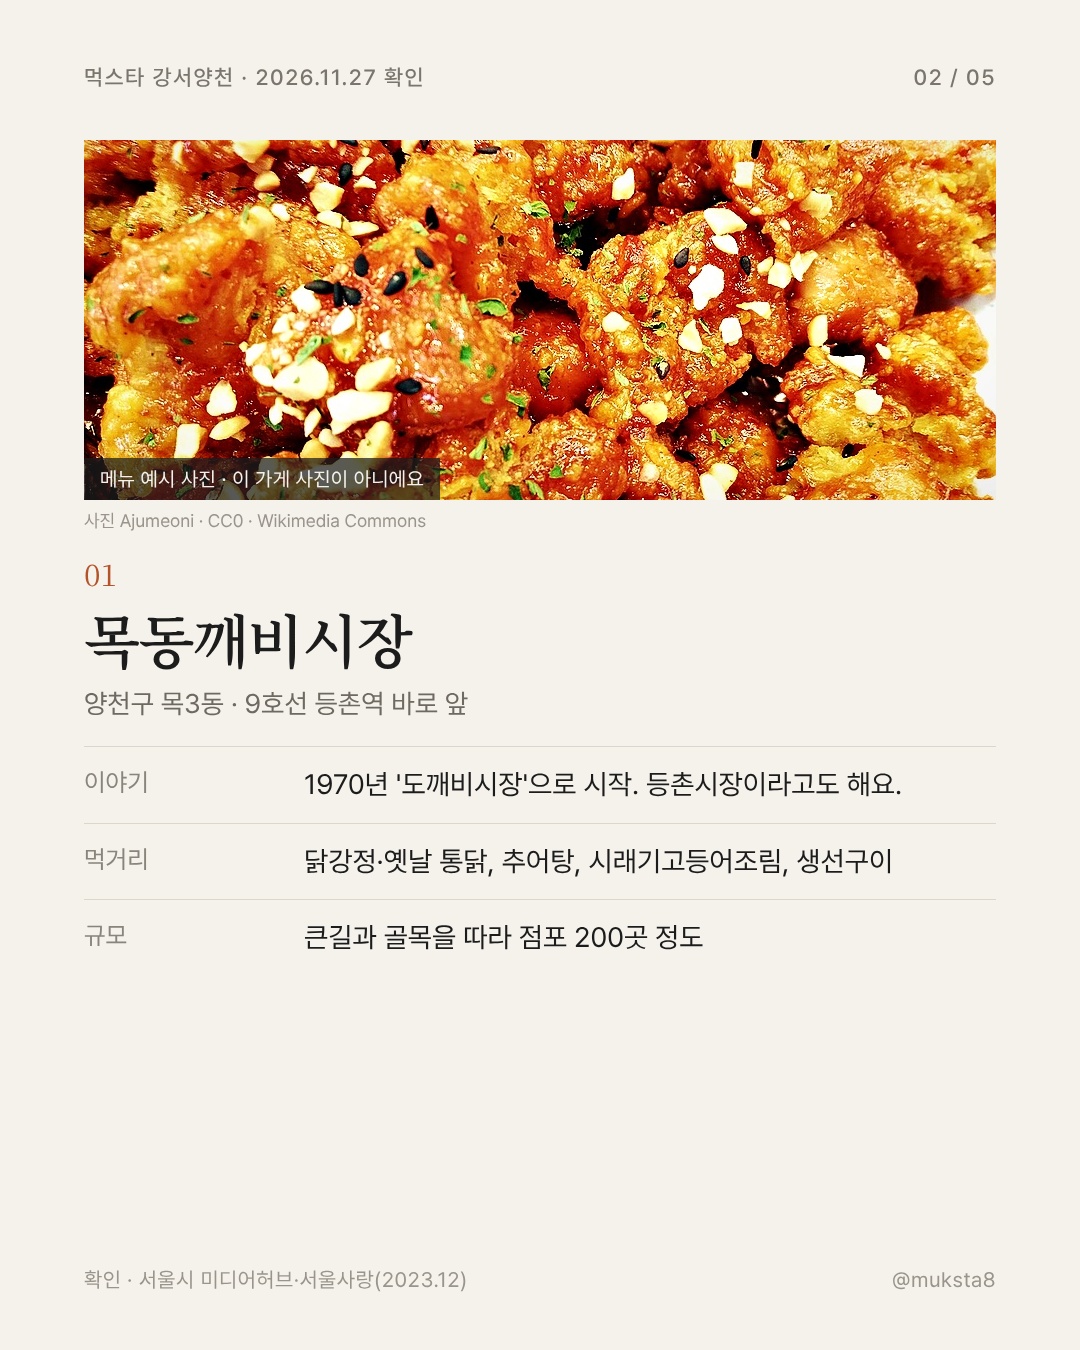 먹스타 강서양천 · 2026.11.27 확인
02 / 05
메뉴 예시 사진 · 이 가게 사진이 아니에요
사진 Ajumeoni · CC0 · Wikimedia Commons
01
목동깨비시장
양천구 목3동 · 9호선 등촌역 바로 앞
이야기
1970년 '도깨비시장'으로 시작. 등촌시장이라고도 해요.
먹거리
닭강정·옛날 통닭, 추어탕, 시래기고등어조림, 생선구이
규모
큰길과 골목을 따라 점포 200곳 정도
확인 · 서울시 미디어허브·서울사랑(2023.12)
@muksta8